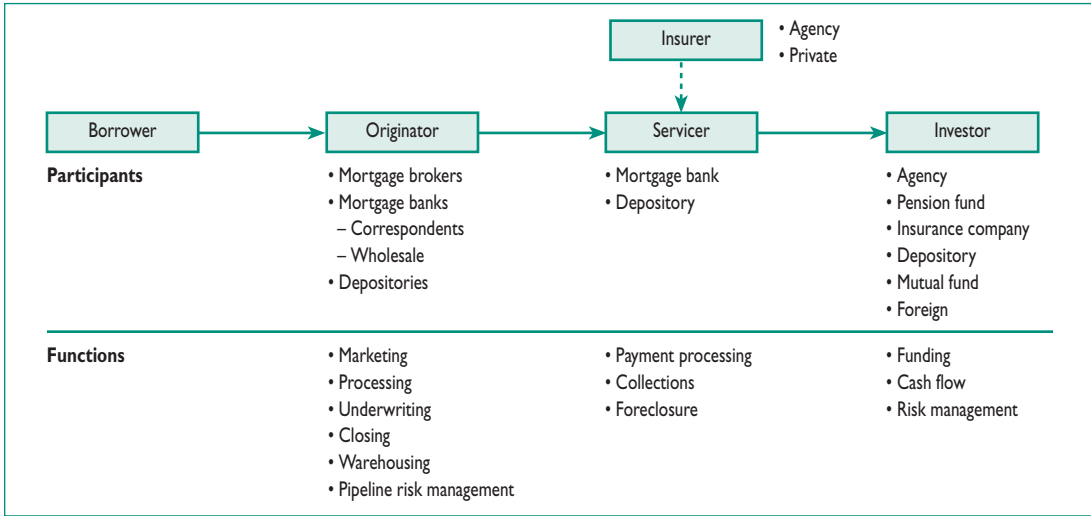 Insurer
• Agency
• Private
Borrower
Originator
Servicer
Investor
Participants
• Mortgage brokers
• Mortgage banks
– Correspondents
– Wholesale
• Depositories
• Mortgage bank
• Depository
• Agency
• Pension fund
• Insurance company
• Depository
• Mutual fund
• Foreign
Functions
• Marketing
• Processing
• Underwriting
• Closing
• Warehousing
• Pipeline risk management
• Payment processing
• Collections
• Foreclosure
• Funding
• Cash flow
• Risk management